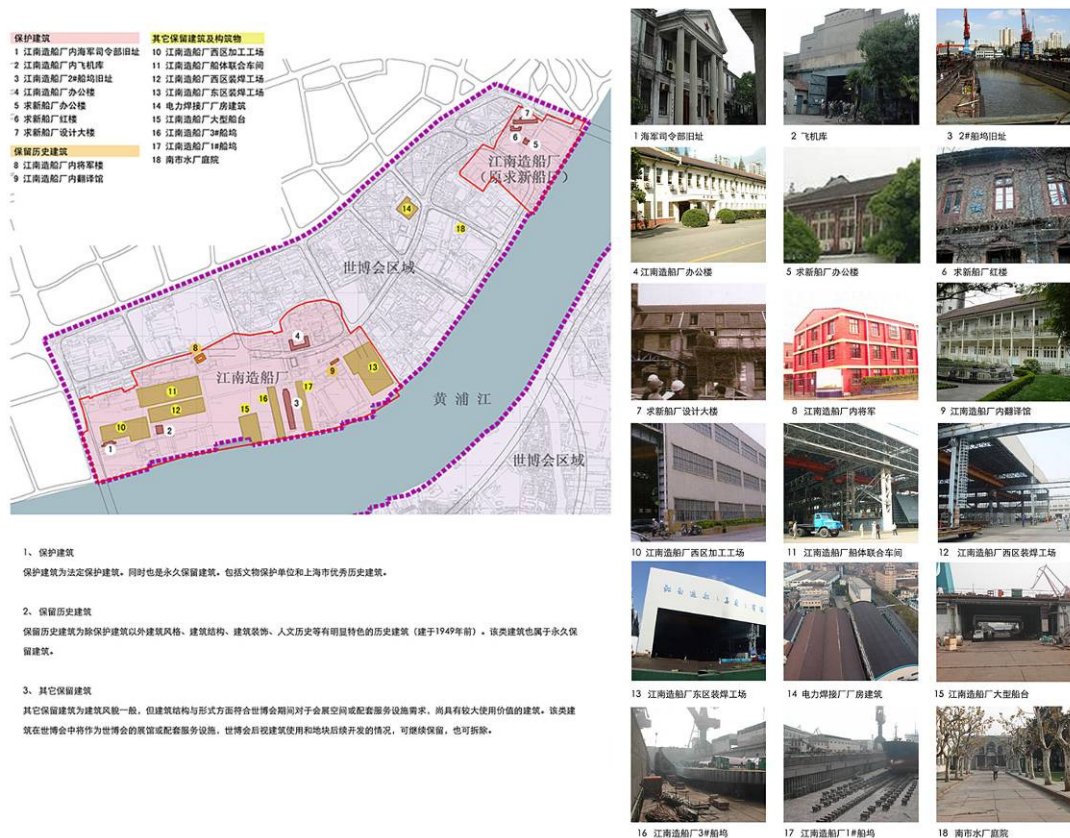 保护建筑
1 江南造船厂内海军司令部旧址
2 江南造船厂内飞机库
3 江南造船厂2#船坞旧址
4 江南造船厂办公楼
5 求新船厂办公楼
6 求新船厂红楼
7 求新船厂设计大楼
保留历史建筑
8 江南造船厂内将军楼
9 江南造船厂内翻译馆
其它保留建筑及构筑物
10 江南造船厂西区加工工场
11 江南造船厂船体联合车间
12 江南造船厂西区装焊工场
13 江南造船厂东区装焊工场
14 电力焊接厂厂房建筑
15 江南造船厂大型船台
16 江南造船厂3#船坞
17 江南造船厂1#船坞
18 南市水厂庭院
7
6
5
江南造船厂
(原求新船厂)
14
18
世博会区域
4
8
9
13
江南造船厂
11
12
17
16
3
15
10
2
1
黄浦江
世博会区域
1、 保护建筑
保护建筑为法定保护建筑。同时也是永久保留建筑。包括文物保护单位和上海市优秀历史建筑。
2、 保留历史建筑
保留历史建筑为除保护建筑以外建筑风格、建筑结构、建筑装饰、人文历史等有明显特色的历史建筑（建于1949年前）。该类建筑也属于永久保
留建筑。
3、 其它保留建筑
其它保留建筑为建筑风貌一般，但建筑结构与形式方面符合世博会期间对于会展空间或配套服务设施需求，尚具有较大使用价值的建筑。该类建
筑在世博会中将作为世博会的展馆或配套服务设施，世博会后视建筑使用和地块后续开发的情况，可继续保留，也可拆除。
1 海军司令部旧址
2 飞机库
3 2#船坞旧址
4 江南造船厂办公楼
5 求新船厂办公楼
6 求新船厂红楼
7 求新船厂设计大楼
8 江南造船厂内将军
9 江南造船厂内翻译馆
10 江南造船厂西区加工工场
11 江南造船厂船体联合车间
12 江南造船厂西区装焊工场
13 江南造船厂东区装焊工场
14 电力焊接厂厂房建筑
15 江南造船厂大型船台
16 江南造船厂3#船坞
17 江南造船厂1#船坞
18 南市水厂庭院